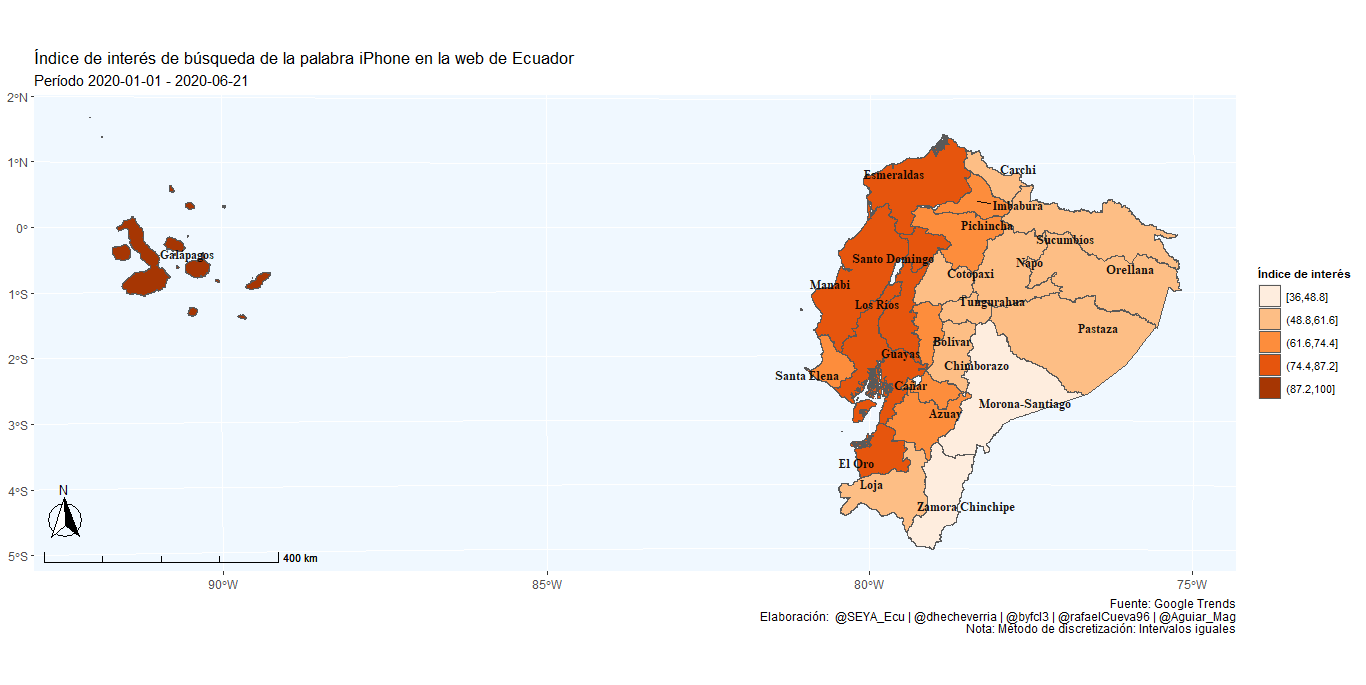 Índice de interés de búsqueda de la palabra iPhone en la web de Ecuador
Período 2020-01-01 - 2020-06-21
2°N
1°N
0°
1°S
2°S
3°S
4°S
5°S
Galápagos
Esmeraldas
Carchi
Imbabura
Pichincha
Sucumbíos
Santo Domingo
Napo
Cotopaxi
Orellana
Manabí
Los Ríos
Tungurahua
Pastaza
Bolívar
Guayas
Chimborazo
Santa Elena
Cañar
Morona-Santiago
Azuay
El Oro
Loja
Zamora Chinchipe
N
400 km
90°W
85°W
80°W
75°W
Índice de interés
[36,48.8]
(48.8,61.6]
(61.6,74.4]
(74.4,87.2]
(87.2,100]
Fuente: Google Trends
Elaboración: @SEYA_Ecu | @dhecheverria | @byfcl3 | @rafaelCueva96 | @Aguiar_Mag
Nota: Método de discretización: Intervalos iguales